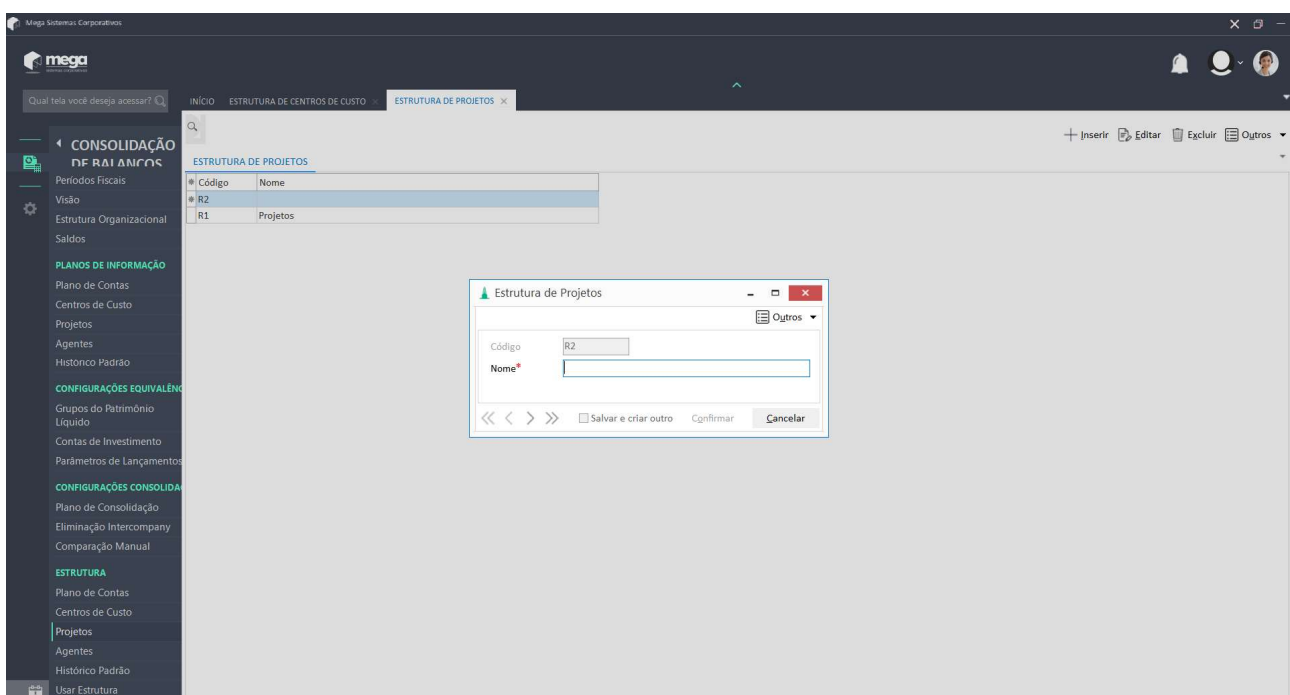 Mega Sistemas Corporativos
mega
Qual tela você deseja acessar?
INÍCIO ESTRUTURA DE CENTROS DE CUSTO ESTRUTURA DE PROJETOS
Inserir Editar Excluir Outros
CONSOLIDAÇÃO
DE BALANÇOS
Períodos Fiscais
Visão
Estrutura Organizacional
Saldos
PLANOS DE INFORMAÇÃO
Plano de Contas
Centros de Custo
Projetos
Agentes
Histórico Padrão
CONFIGURAÇÕES EQUIVALÊNC
Grupos do Patrimônio
Líquido
Contas de Investimento
Parâmetros de Lançamentos
CONFIGURAÇÕES CONSOLIDA
Plano de Consolidação
Eliminação Intercompany
Comparação Manual
ESTRUTURA
Plano de Contas
Centros de Custo
Projetos
Agentes
Histórico Padrão
Usar Estrutura
ESTRUTURA DE PROJETOS
Código Nome
R2
R1 Projetos
Estrutura de Projetos
Outros
Código R2
Nome*
Salvar e criar outro Confirmar Cancelar